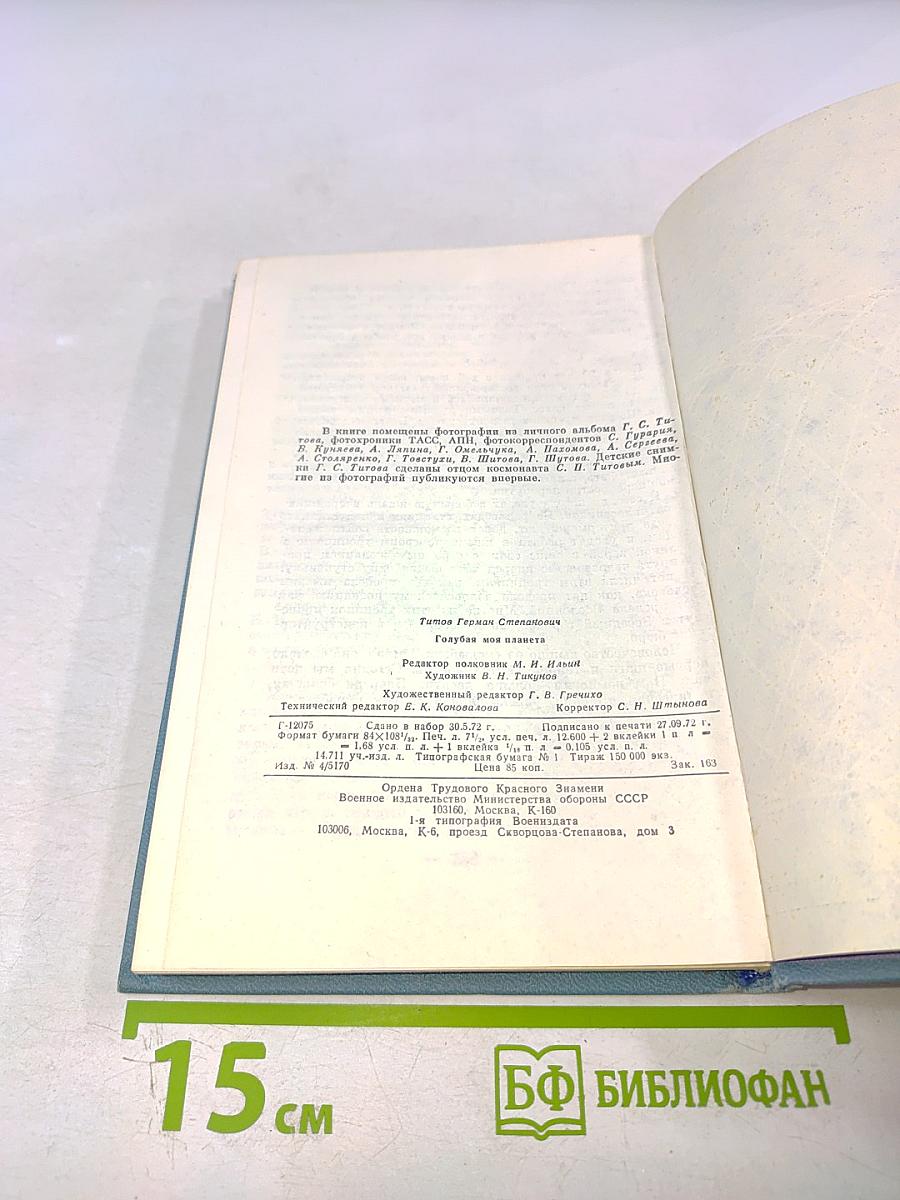 В книге помещены фотографии из личного альбома Г. С. Ти-
това, фотохроники ТАСС, АПН, фотокорреспондентов С. Гурария,
В. Куняева, А. Ляпина, Г. Омельчука, А. Пахомова, А. Сергеева,
А. Столяренко, Г. Товстухи, В. Шитова, Г. Шутова. Детские сним-
ки Г. С. Титова сделаны отцом космонавта С. П. Титовым. Мно-
гие из фотографий публикуются впервые.
Титов Герман Степанович
Голубая моя планета
Редактор полковник М. И. Ильин
Художник В. Н. Тикунов
Художественный редактор Г. В. Гречихо
Технический редактор Е. К. Коновалова Корректор С. Н. Штынова
Г-12075 Сдано в набор 30.5.72 г. Подписано к печати 27.09.72 г.
Формат бумаги 84×108¹/₃₂. Печ. л. 7¹/₂, усл. печ. л. 12.600 + 2 вклейки 1 п л =
= 1,68 усл. п. л. + 1 вклейка ¹/₁₆ п. л = 0.105 усл. п. л.
14.711 уч.-изд. л. Типографская бумага № 1 Тираж 150 000 экз.
Изд. № 4/5170 Цена 85 коп. Зак. 163
Ордена Трудового Красного Знамени
Военное издательство Министерства обороны СССР
103160, Москва, К-160
1-я типография Воениздата
103006, Москва, К-6, проезд Скворцова-Степанова, дом 3
15 см
БФ БИБЛИОФАН